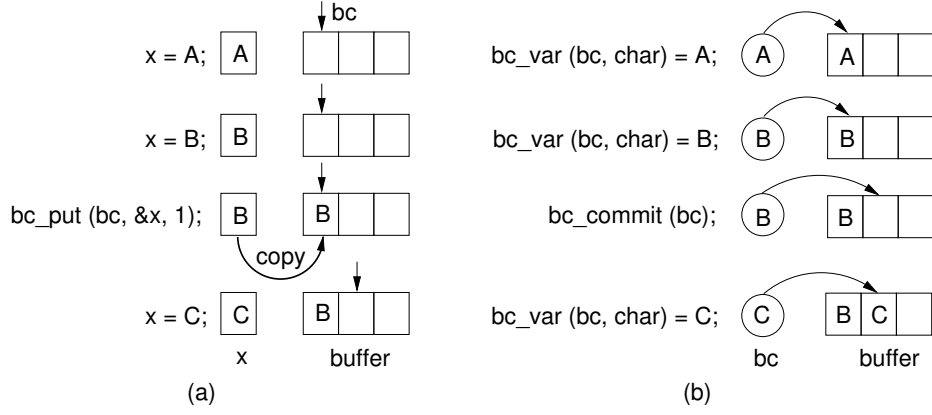 bc
x = A; A
x = B; B
bc_put (bc, &x, 1); B B
copy
x = C; C B
x buffer
(a)
bc_var (bc, char) = A; A A
bc_var (bc, char) = B; B B
bc_commit (bc); B B
bc_var (bc, char) = C; C B C
bc buffer
(b)